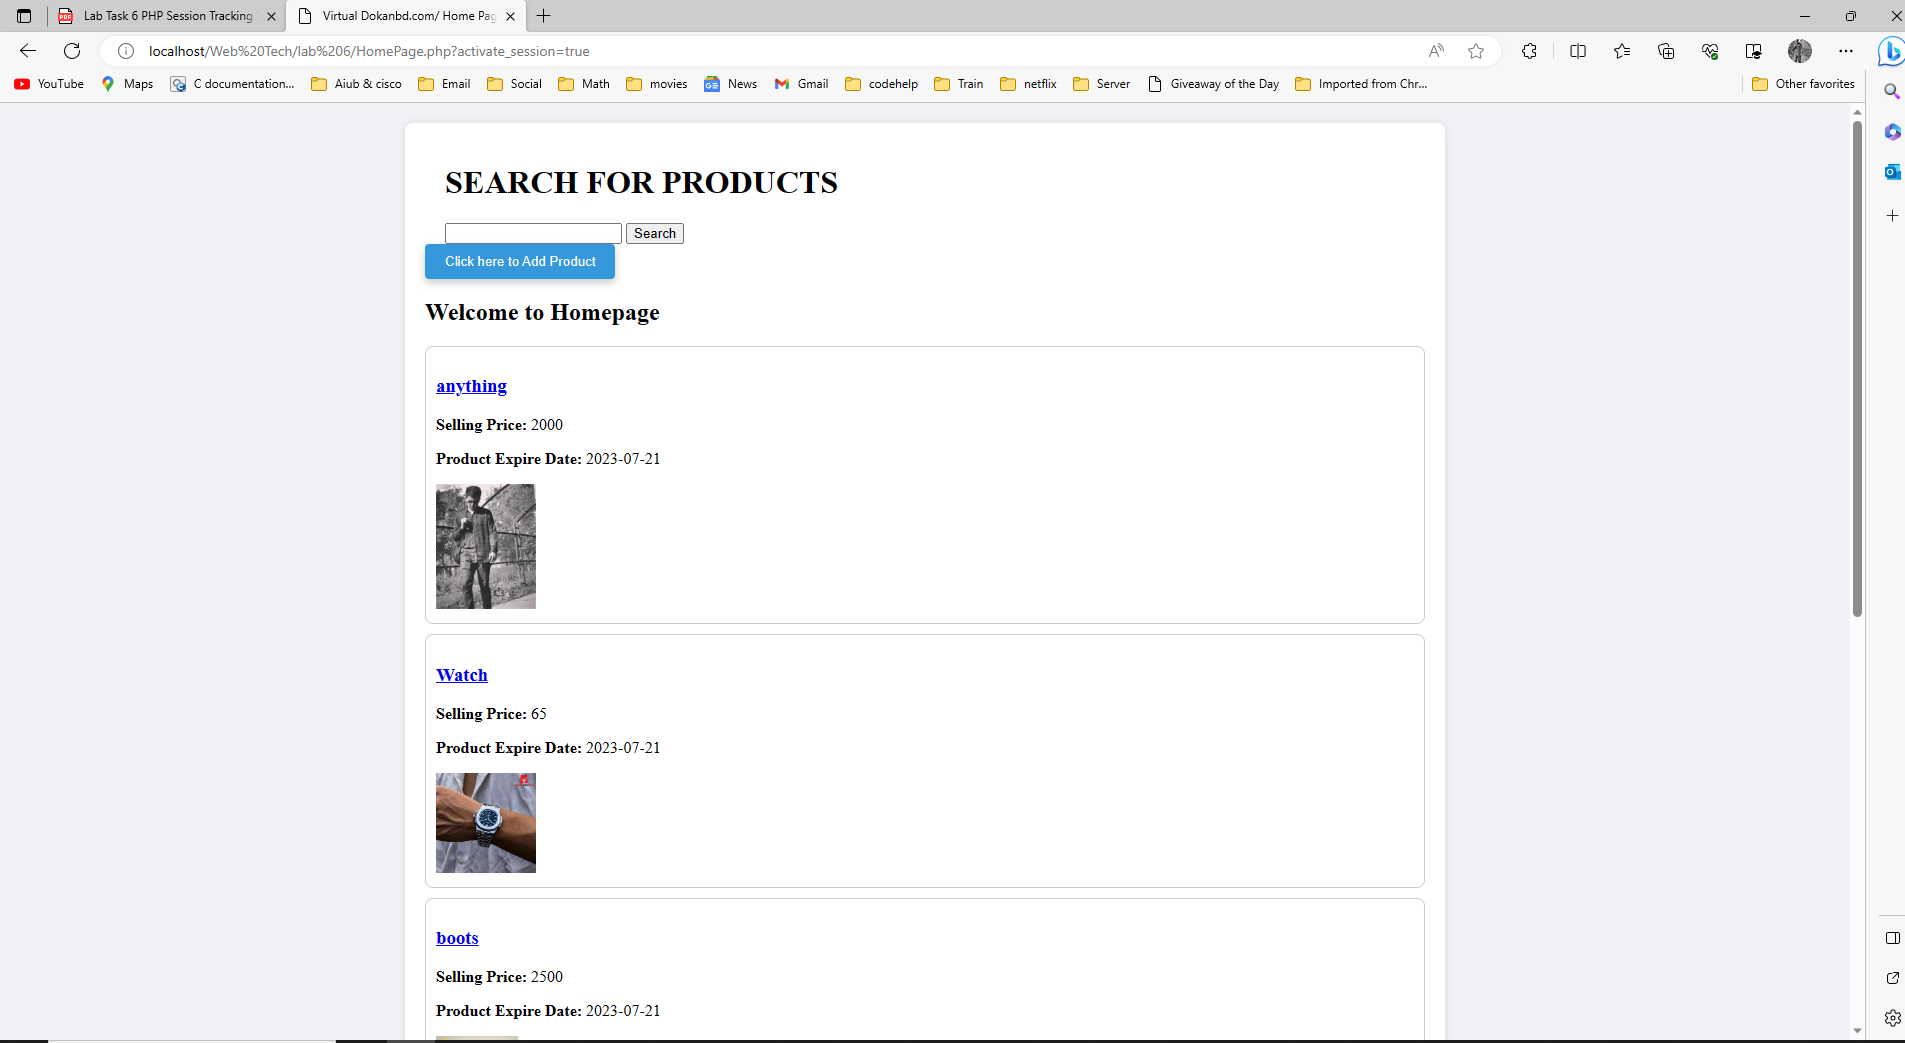 Lab Task 6 PHP Session Tracking
Virtual Dokanbd.com/ Home Pag
localhost/Web%20Tech/lab%206/HomePage.php?activate_session=true
YouTube Maps C documentation... Aiub & cisco Email Social Math movies News Gmail codehelp Train netflix Server Giveaway of the Day Imported from Chr... Other favorites
SEARCH FOR PRODUCTS
Search
Click here to Add Product
Welcome to Homepage
anything
Selling Price: 2000
Product Expire Date: 2023-07-21
Watch
Selling Price: 65
Product Expire Date: 2023-07-21
boots
Selling Price: 2500
Product Expire Date: 2023-07-21